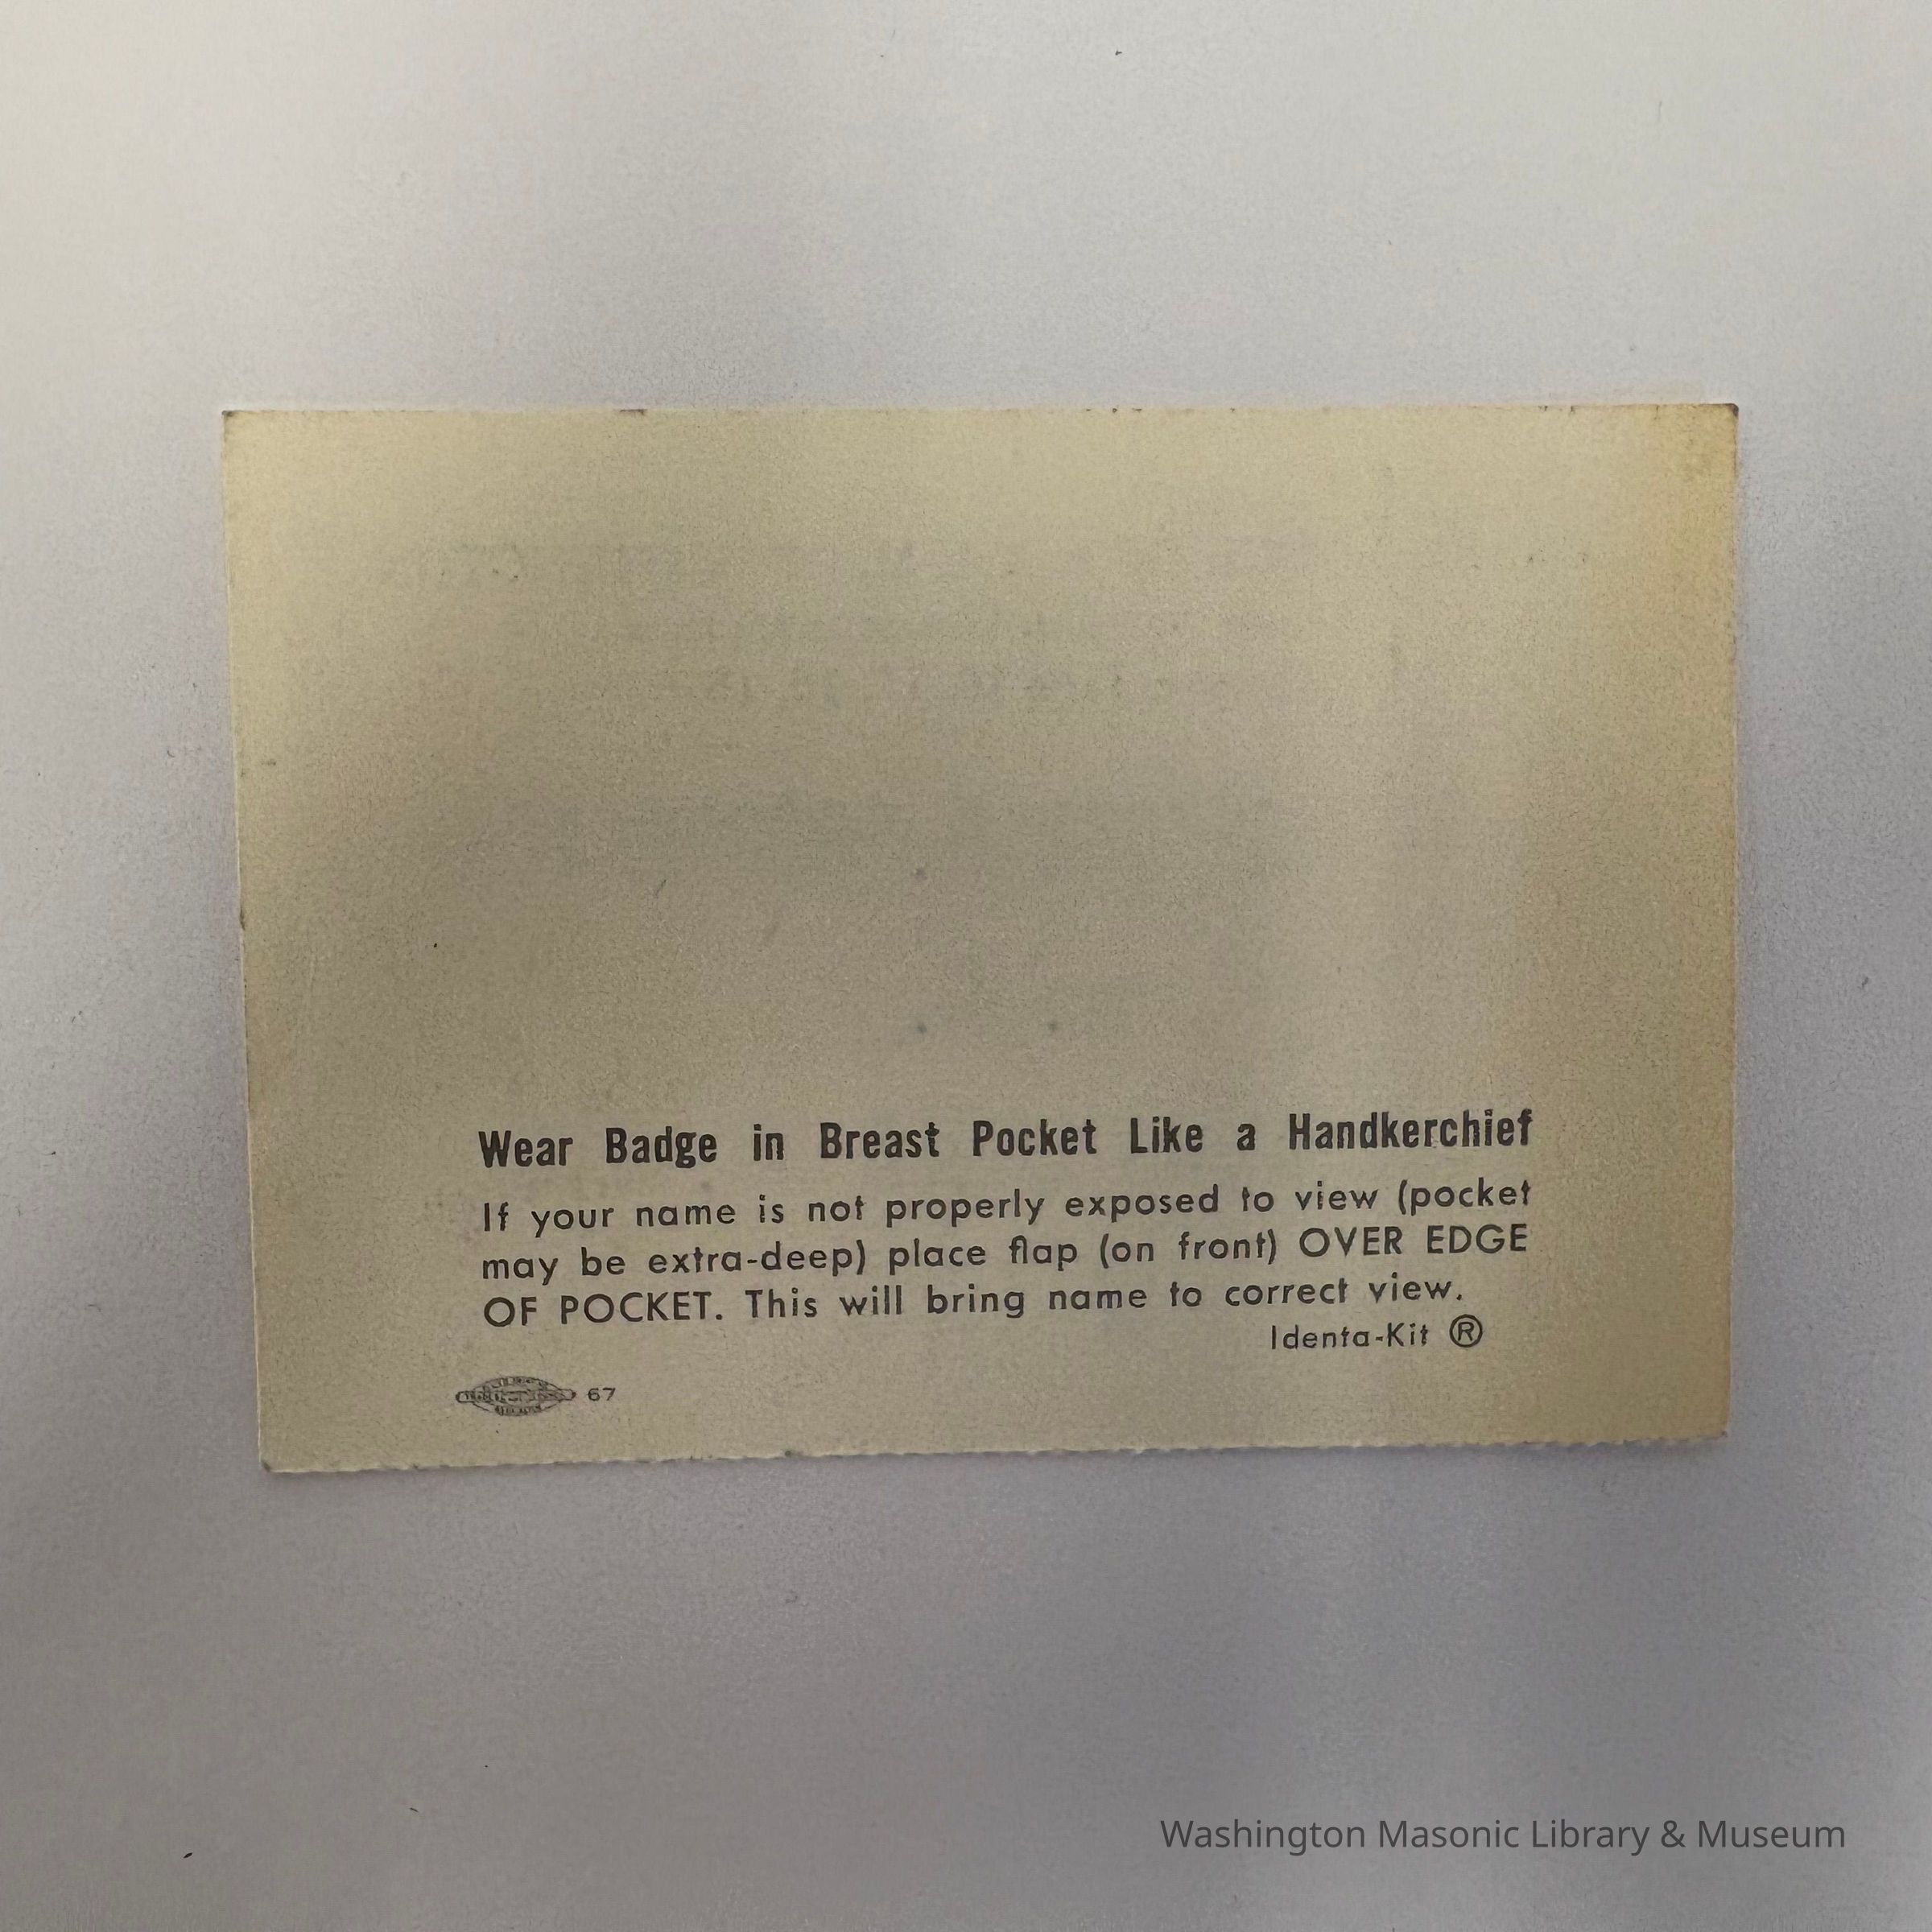 Wear Badge in Breast Pocket Like a Handkerchief
If your name is not properly exposed to view (pocket
may be extra-deep) place flap (on front) OVER EDGE
OF POCKET. This will bring name to correct view.
Identa-Kit ®
67
Washington Masonic Library & Museum